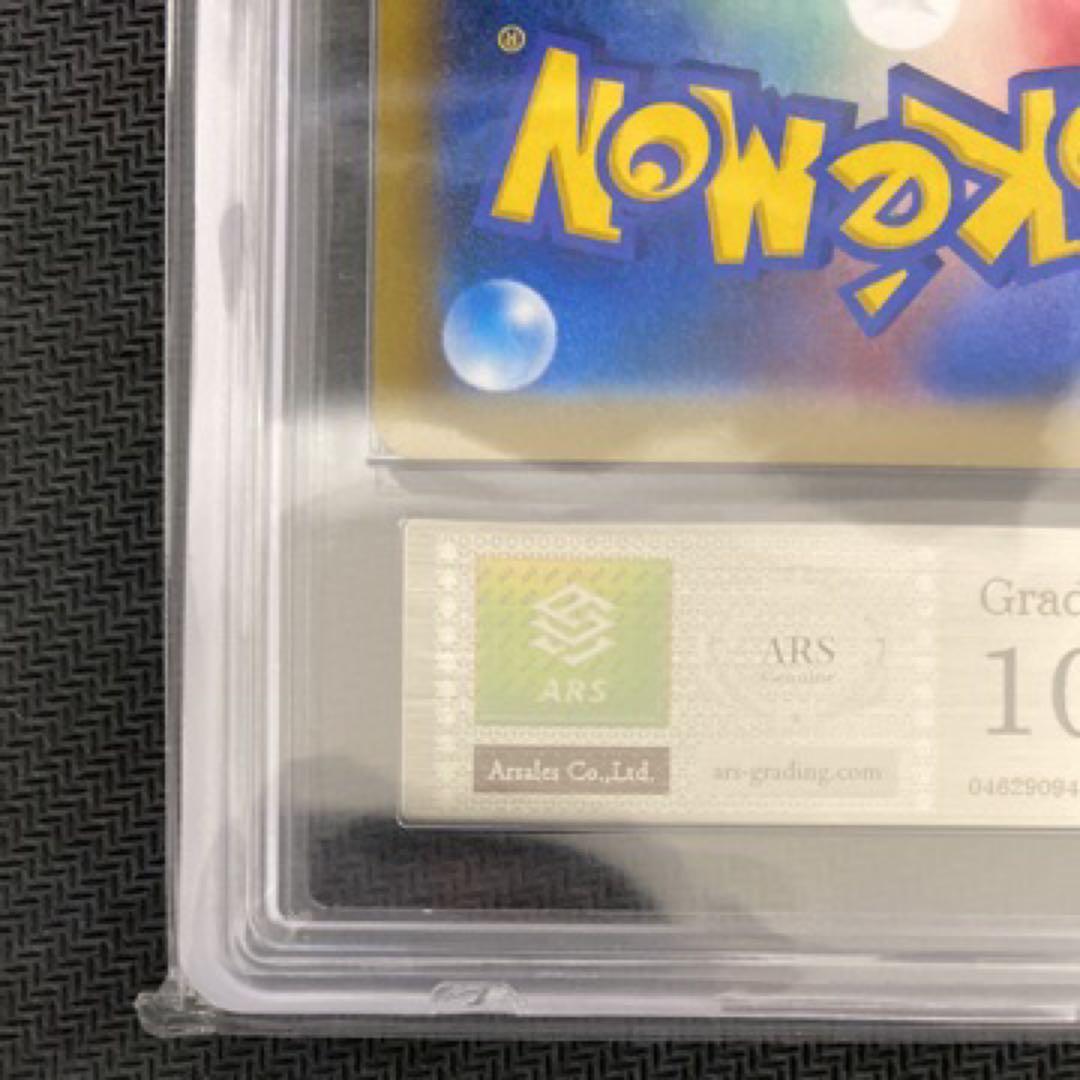 ®
POKéMON
ARS
Arsales Co.,Ltd.
ARS
Genuine
ars-grading.com
Grad
10
04629094